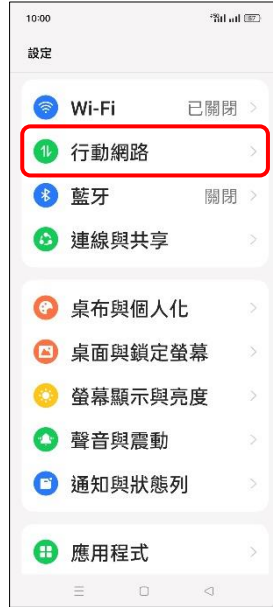 10:00
設定
Wi-Fi 已關閉
行動網路
藍牙 關閉
連線與共享
桌布與個人化
桌面與鎖定螢幕
螢幕顯示與亮度
聲音與震動
通知與狀態列
應用程式